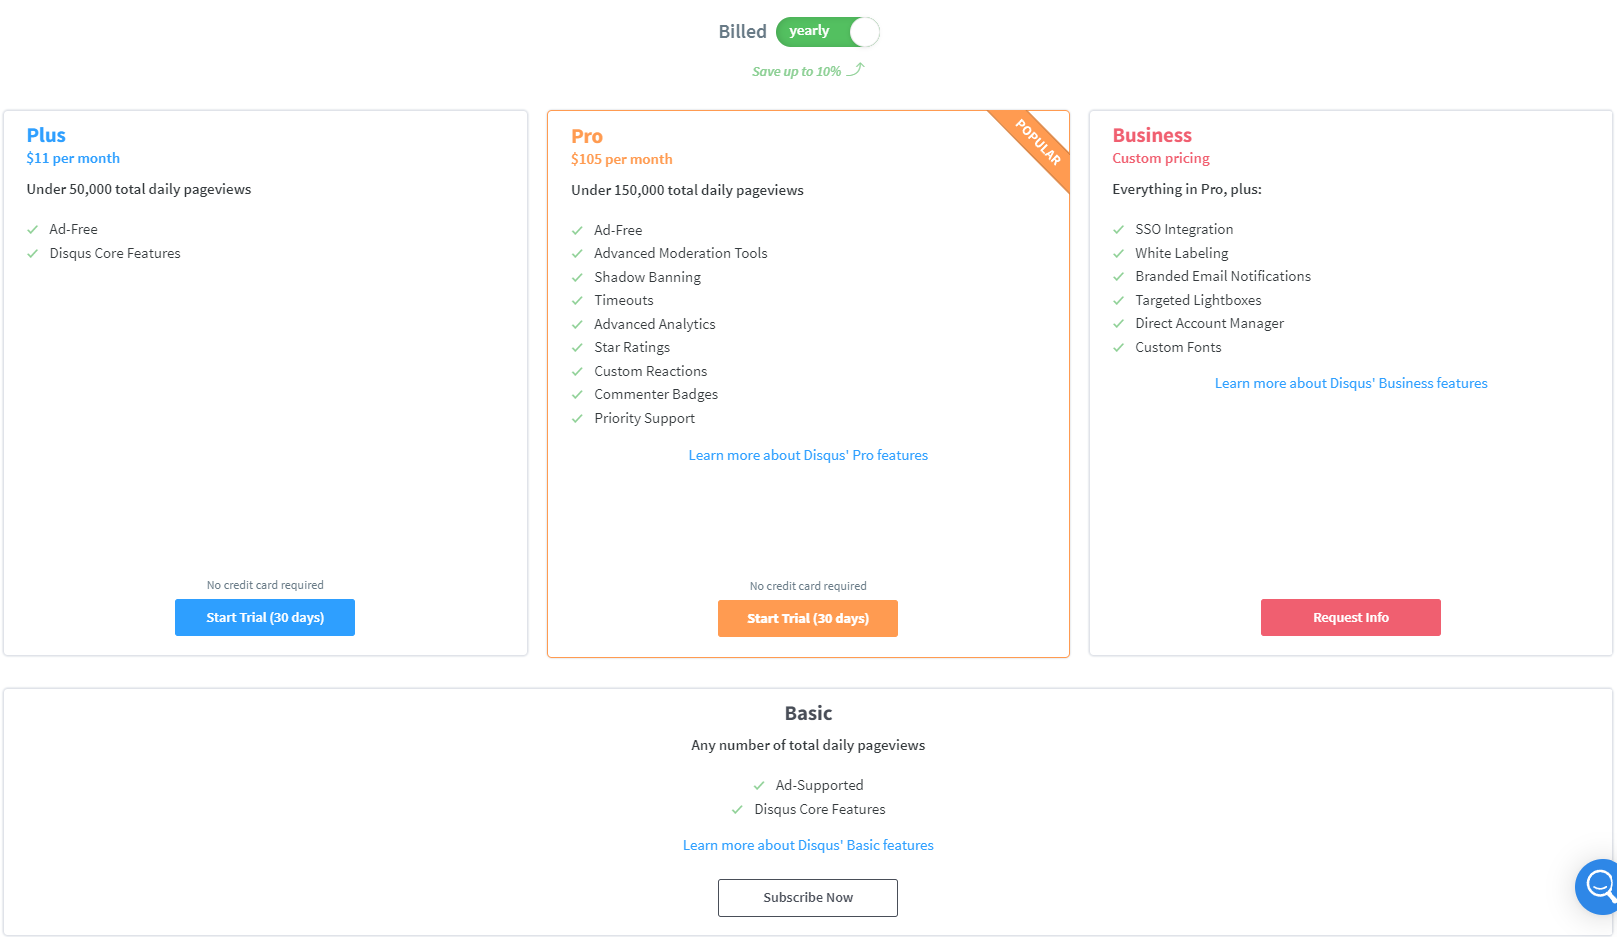 Billed yearly
Save up to 10%
Plus
$11 per month
Under 50,000 total daily pageviews
Ad-Free
Disqus Core Features
No credit card required
Start Trial (30 days)
POPULAR
Pro
$105 per month
Under 150,000 total daily pageviews
Ad-Free
Advanced Moderation Tools
Shadow Banning
Timeouts
Advanced Analytics
Star Ratings
Custom Reactions
Commenter Badges
Priority Support
Learn more about Disqus' Pro features
No credit card required
Start Trial (30 days)
Business
Custom pricing
Everything in Pro, plus:
SSO Integration
White Labeling
Branded Email Notifications
Targeted Lightboxes
Direct Account Manager
Custom Fonts
Learn more about Disqus' Business features
Request Info
Basic
Any number of total daily pageviews
Ad-Supported
Disqus Core Features
Learn more about Disqus' Basic features
Subscribe Now